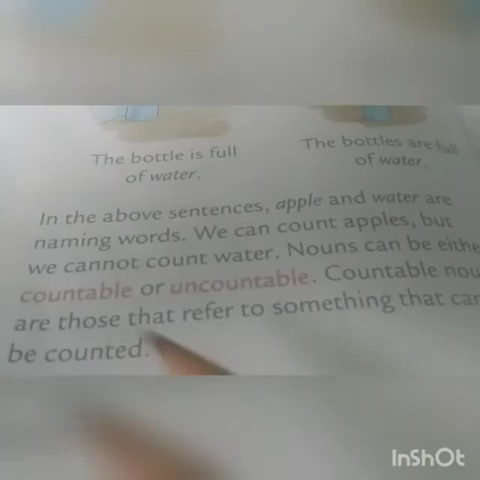 The bottle is full
of water.
The bottles are full
of water.
In the above sentences, apple and water are
naming words. We can count apples, but
we cannot count water. Nouns can be eithe
countable or uncountable. Countable nou
are those that refer to something that can
be counted.
InShOt